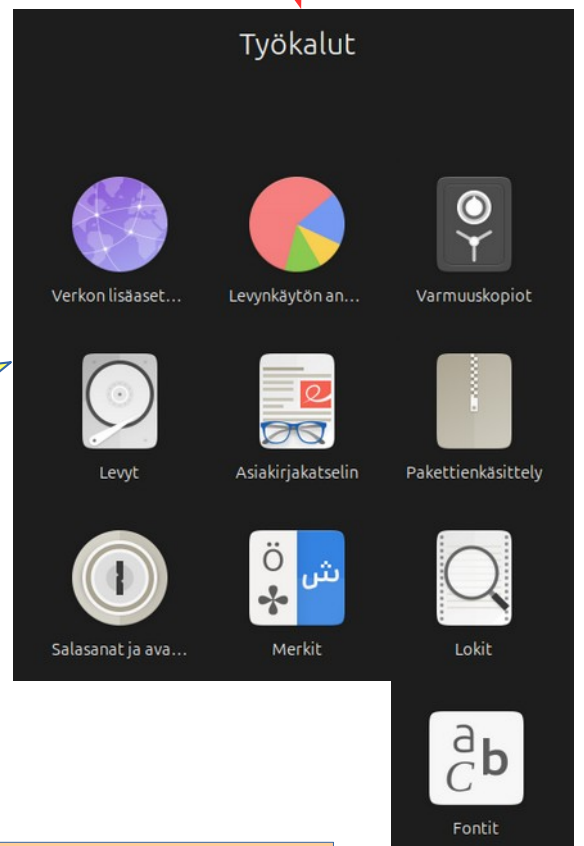 Työkalut
Verkon lisäaset...
Levynkäytön an...
Varmuuskopiot
Levyt
Asiakirjakatselin
Pakettienkäsittely
Ö
ش
Salasanat ja ava...
Merkit
Lokit
a b
C
Fontit